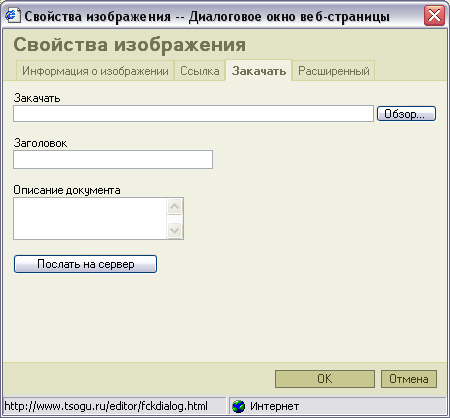 Свойства изображения -- Диалоговое окно веб-страницы
Свойства изображения
Информация о изображении Ссылка Закачать Расширенный
Закачать
Обзор...
Заголовок
Описание документа
Послать на сервер
OK Отмена
http://www.tsogu.ru/editor/fckdialog.html Интернет